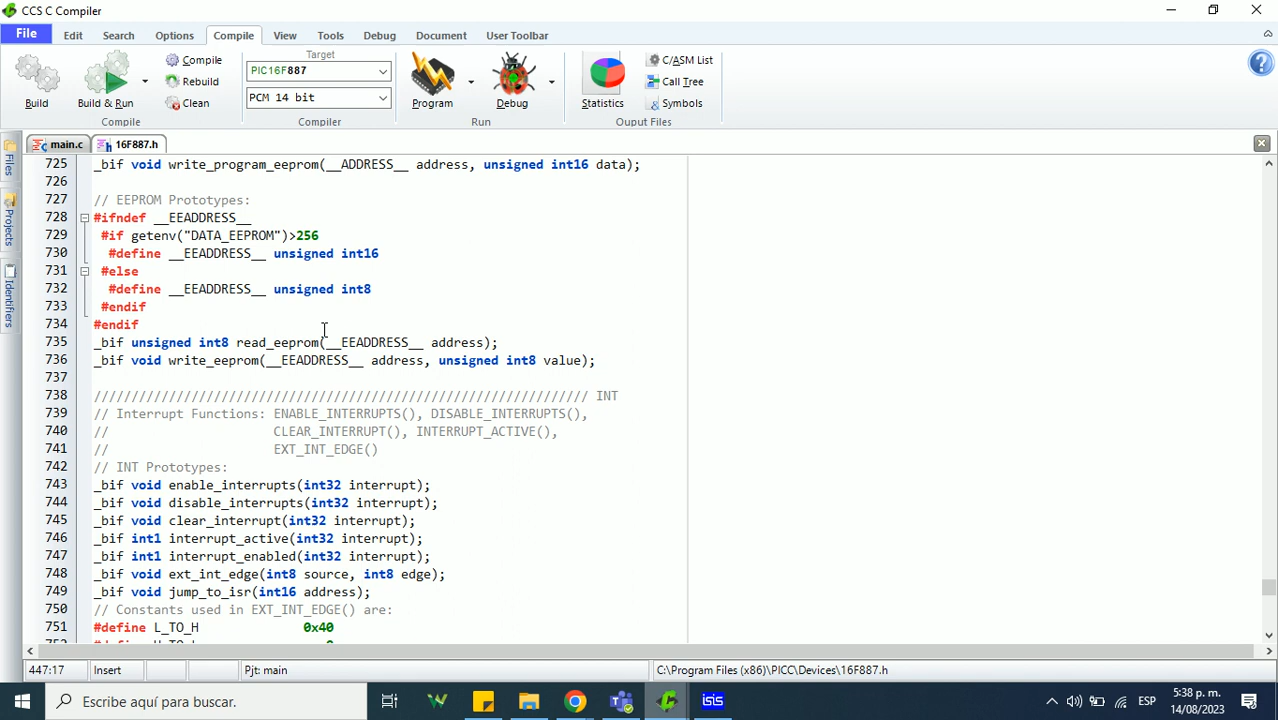 CCS C Compiler
File Edit Search Options Compile View Tools Debug Document User Toolbar
Build
Build & Run
Compile
Rebuild
Clean
Compile
Target
PIC16F887
PCM 14 bit
Compiler
Program
Debug
Run
Statistics
C/ASM List
Call Tree
Symbols
Ouput Files
main.c 16F887.h
Files
Projects
Identifiers
725 _bif void write_program_eeprom(__ADDRESS__ address, unsigned int16 data);
726
727 // EEPROM Prototypes:
728 #ifndef __EEADDRESS__
729 #if getenv("DATA_EEPROM")>256
730 #define __EEADDRESS__ unsigned int16
731 #else
732 #define __EEADDRESS__ unsigned int8
733 #endif
734 #endif
735 _bif unsigned int8 read_eeprom(__EEADDRESS__ address);
736 _bif void write_eeprom(__EEADDRESS__ address, unsigned int8 value);
737
738 ////////////////////////////////////////////////////////////////// INT
739 // Interrupt Functions: ENABLE_INTERRUPTS(), DISABLE_INTERRUPTS(),
740 // CLEAR_INTERRUPT(), INTERRUPT_ACTIVE(),
741 // EXT_INT_EDGE()
742 // INT Prototypes:
743 _bif void enable_interrupts(int32 interrupt);
744 _bif void disable_interrupts(int32 interrupt);
745 _bif void clear_interrupt(int32 interrupt);
746 _bif int1 interrupt_active(int32 interrupt);
747 _bif int1 interrupt_enabled(int32 interrupt);
748 _bif void ext_int_edge(int8 source, int8 edge);
749 _bif void jump_to_isr(int16 address);
750 // Constants used in EXT_INT_EDGE() are:
751 #define L_TO_H 0x40
447:17 Insert Pjt: main C:\Program Files (x86)\PICC\Devices\16F887.h
Escribe aquí para buscar.
isis
ESP
5:38 p. m.
14/08/2023